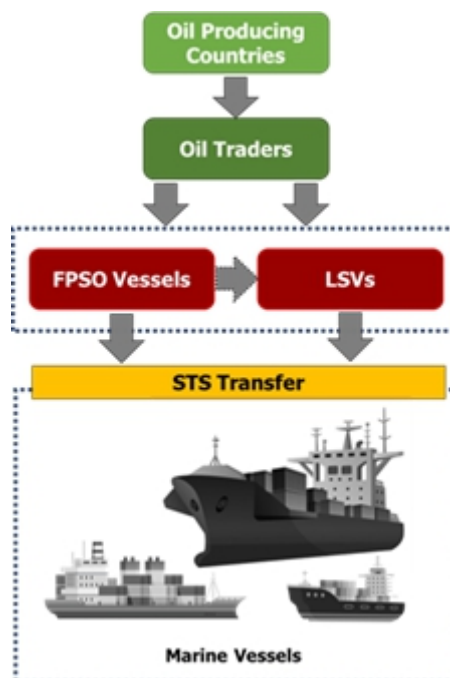 Oil Producing
Countries
Oil Traders
FPSO Vessels
LSVs
STS Transfer
Marine Vessels